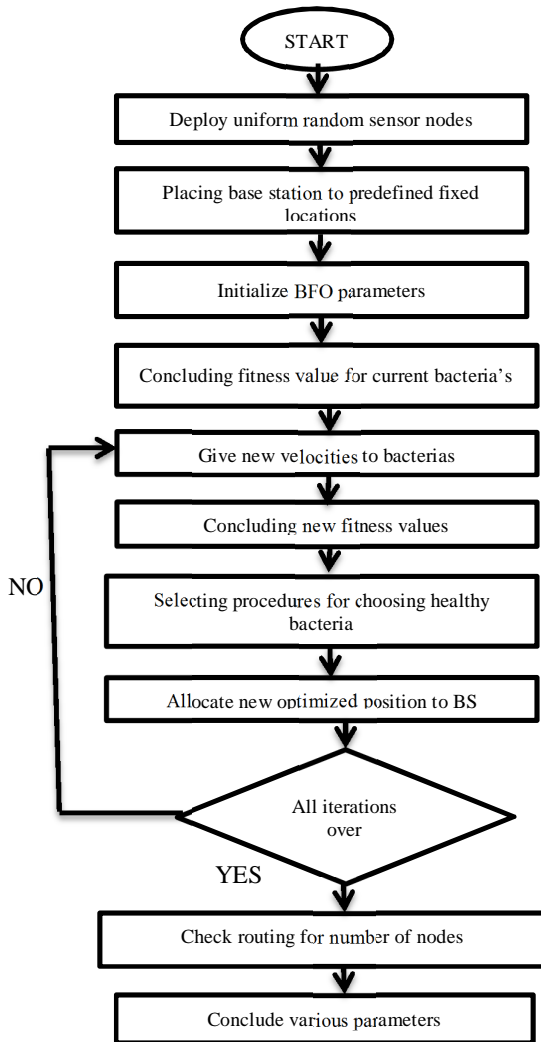 START
Deploy uniform random sensor nodes
Placing base station to predefined fixed
locations
Initialize BFO parameters
Concluding fitness value for current bacteria's
Give new velocities to bacterias
Concluding new fitness values
NO
Selecting procedures for choosing healthy
bacteria
Allocate new optimized position to BS
All iterations
over
YES
Check routing for number of nodes
Conclude various parameters